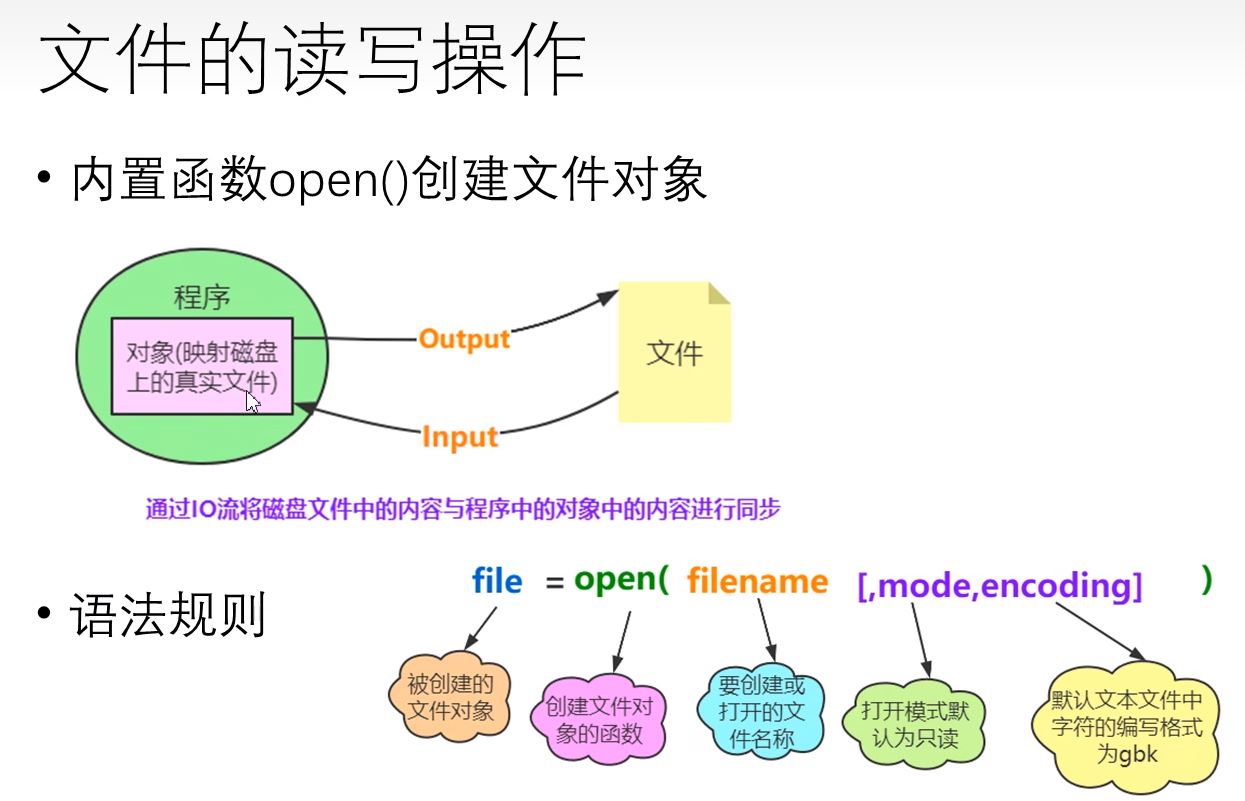 文件的读写操作
• 内置函数open()创建文件对象
程序
对象(映射磁盘
上的真实文件)
Output
文件
Input
通过IO流将磁盘文件中的内容与程序中的对象中的内容进行同步
• 语法规则
file = open( filename [,mode,encoding] )
被创建的
文件对象
创建文件对
象的函数
要创建或
打开的文
件名称
打开模式默
认为只读
默认文本文件中
字符的编写格式
为gbk